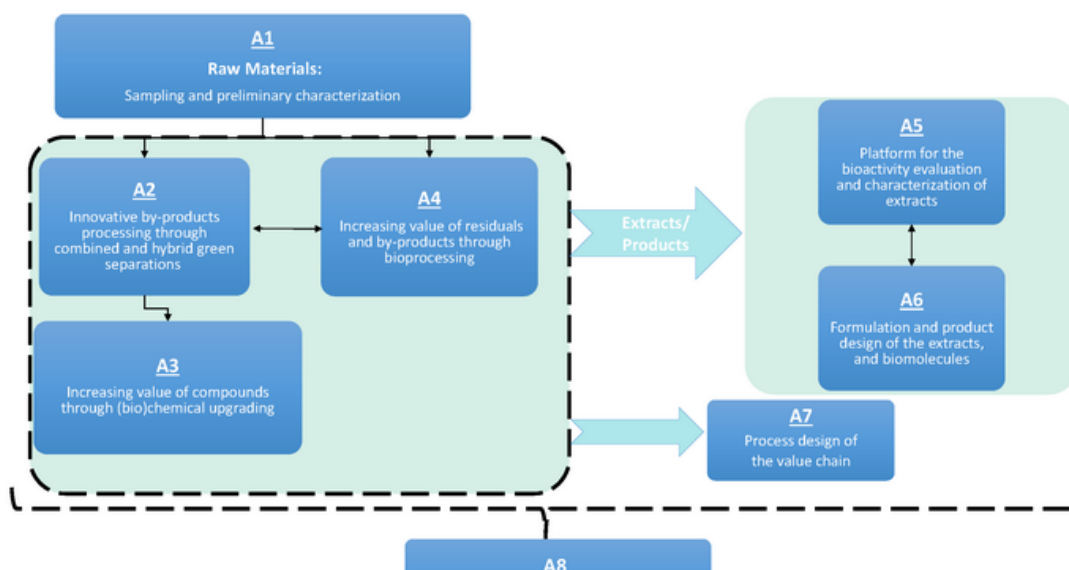 A1
Raw Materials:
Sampling and preliminary characterization
A2
Innovative by-products
processing through
combined and hybrid green
separations
A4
Increasing value of residuals
and by-products through
bioprocessing
A3
Increasing value of compounds
through (bio)chemical upgrading
Extracts/
Products
A5
Platform for the
bioactivity evaluation
and characterization of
extracts
A6
Formulation and product
design of the extracts,
and biomolecules
A7
Process design of
the value chain
A8